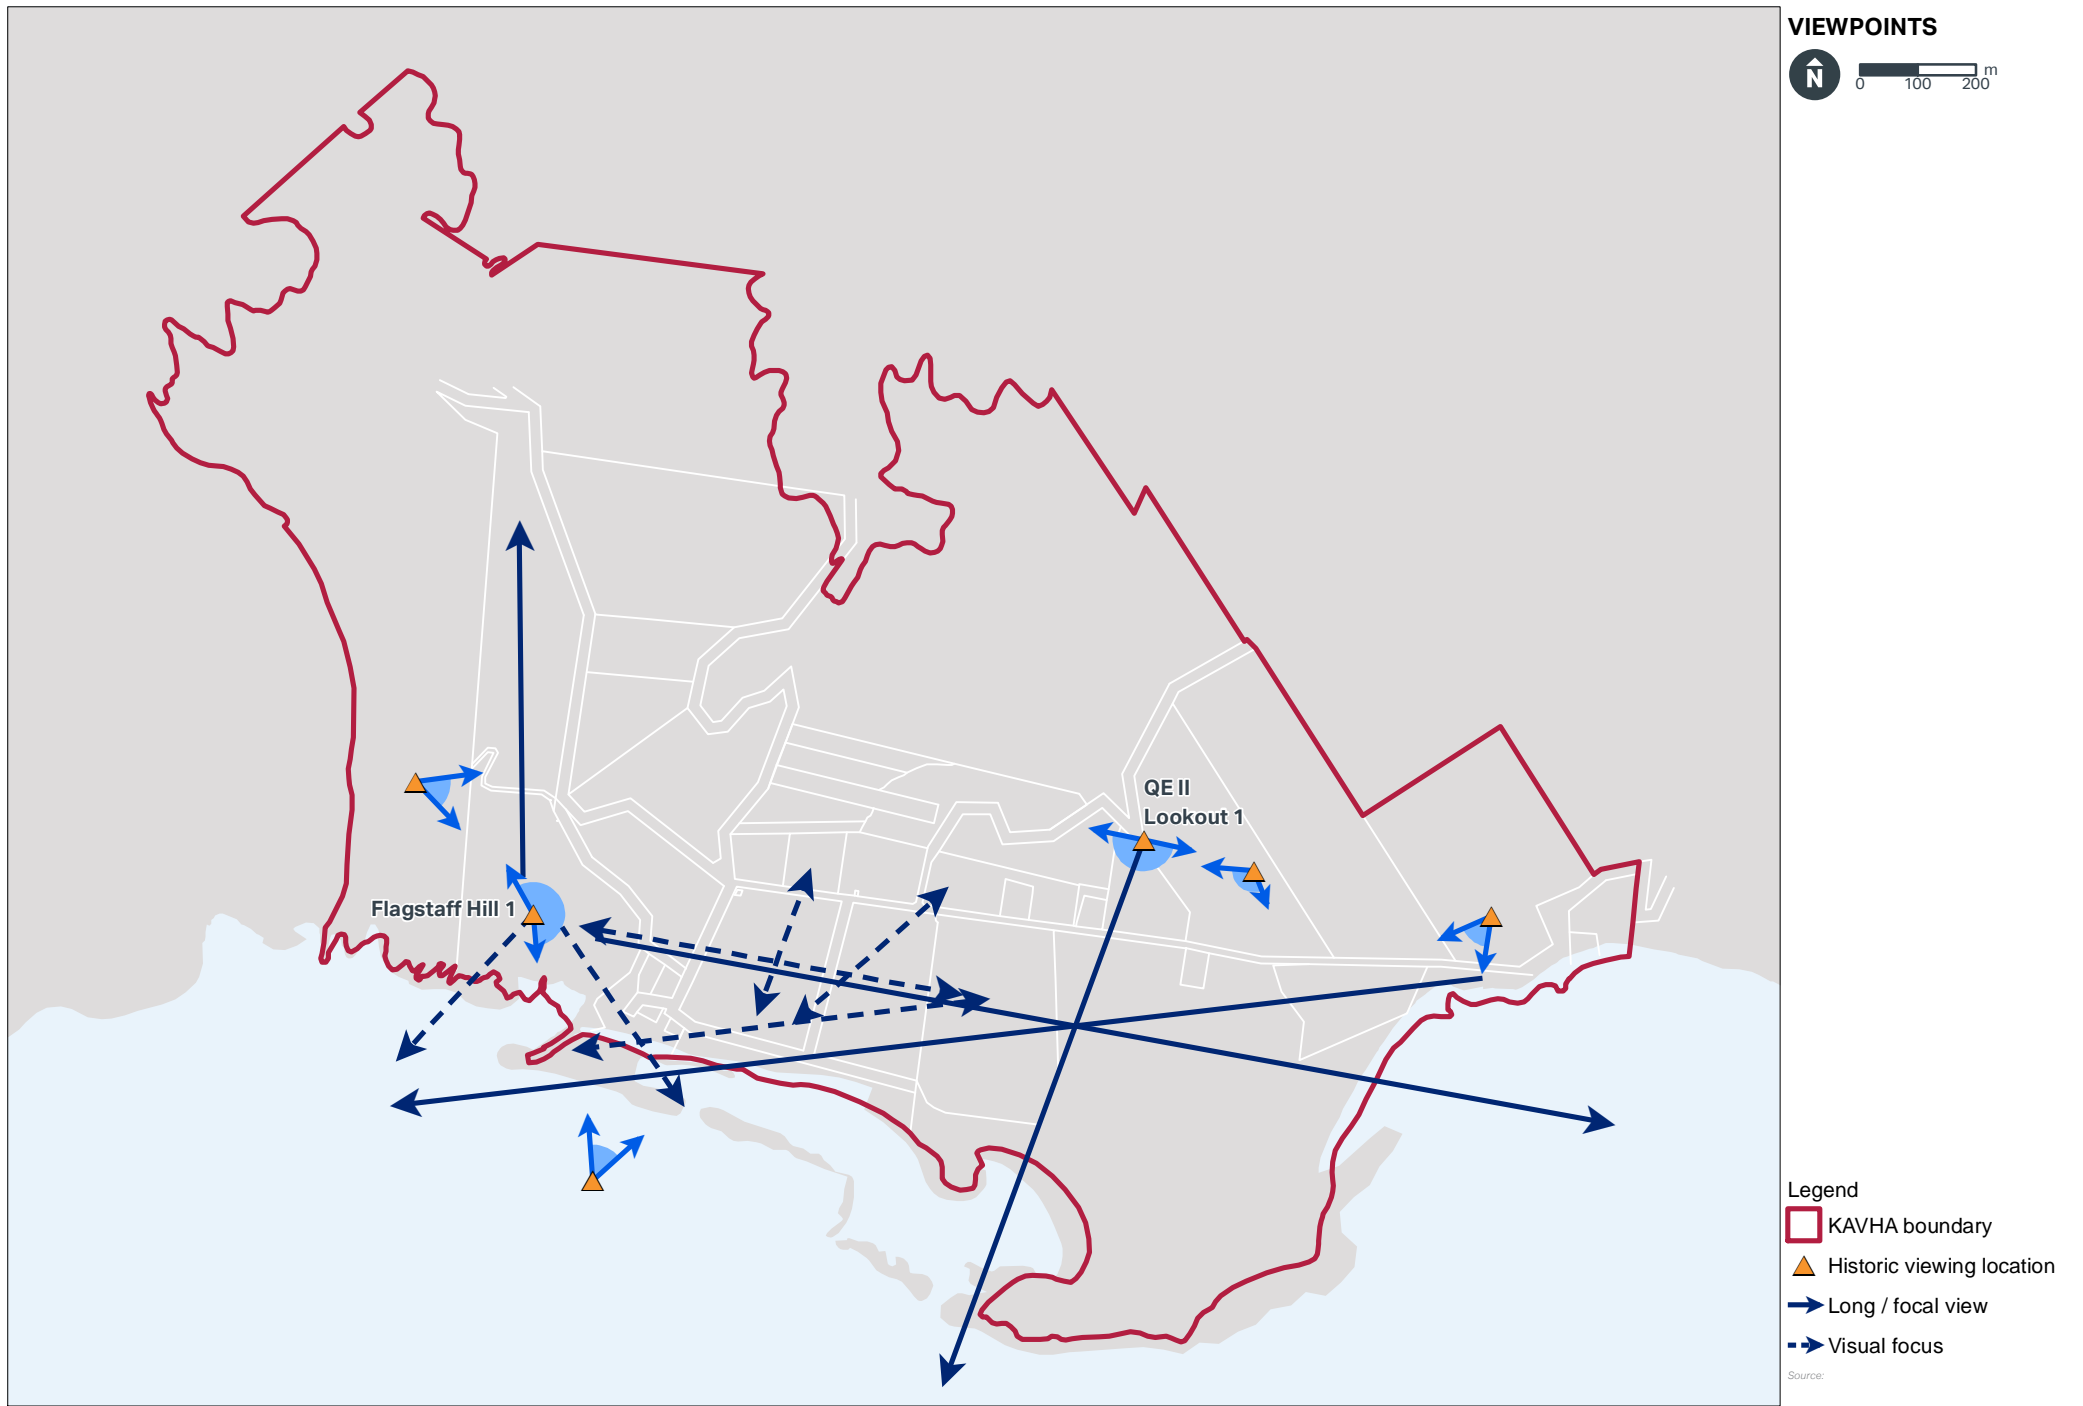 VIEWPOINTS
N
m
0 100 200
QE II
Lookout 1
Flagstaff Hill 1
Legend
KAVHA boundary
Historic viewing location
Long / focal view
Visual focus
Source: